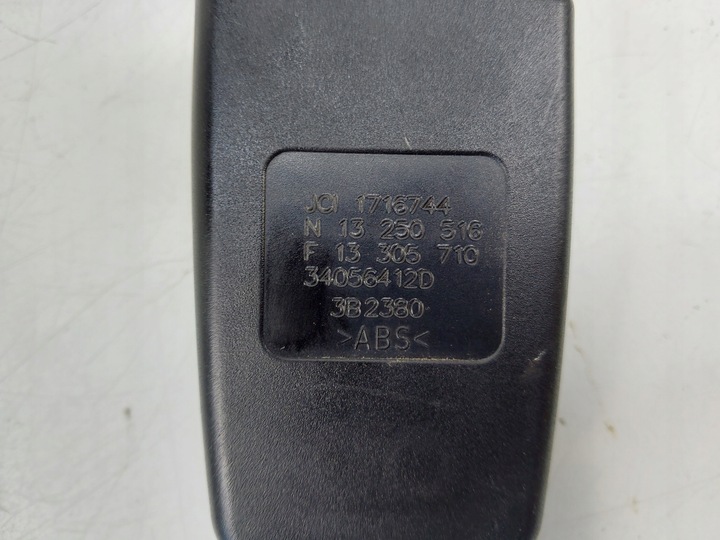 JCI 1716744
N 13 250 516
F 13 305 710
34056412D
3B2380
>ABS<